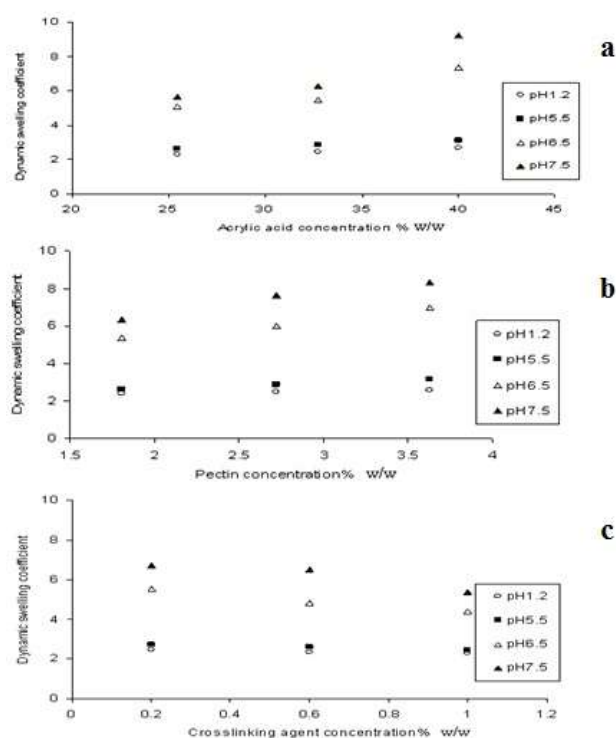 a
10
8
6
4
2
0
Dynamic swelling coefficient
20 25 30 35 40 45
Acrylic acid concentration % w/w
pH1.2
pH5.5
pH6.5
pH7.5
b
10
8
6
4
2
0
Dynamic swelling coefficient
1.5 2 2.5 3 3.5 4
Pectin concentration% w/w
pH1.2
pH5.5
pH6.5
pH7.5
c
10
8
6
4
2
0
Dynamic swelling coefficient
0 0.2 0.4 0.6 0.8 1 1.2
Crosslinking agent concentration% w/w
pH1.2
pH5.5
pH6.5
pH7.5